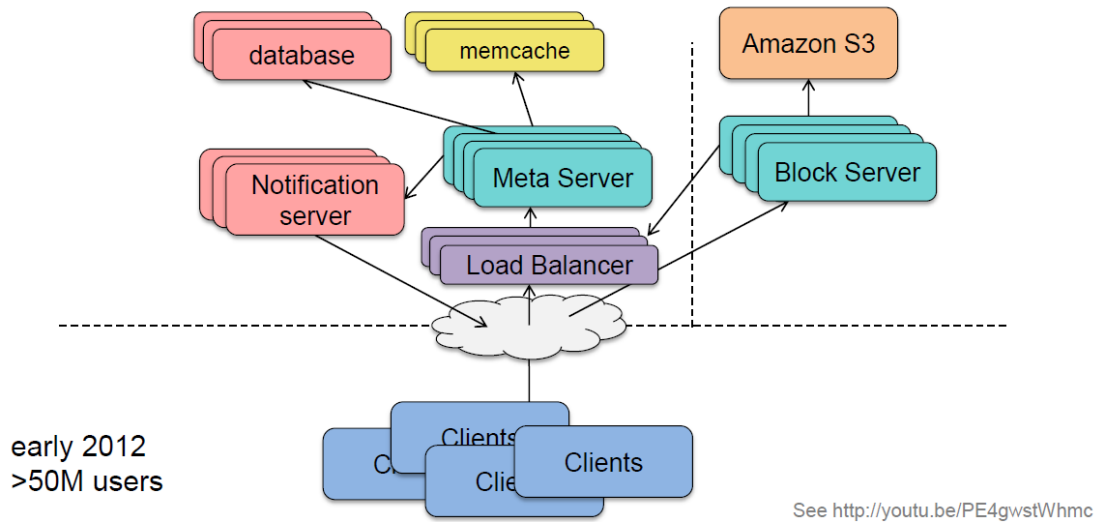 database
memcache
Amazon S3
Notification
server
Meta Server
Block Server
Load Balancer
Clients
Clients
early 2012
>50M users
See http://youtu.be/PE4gwstWhmc